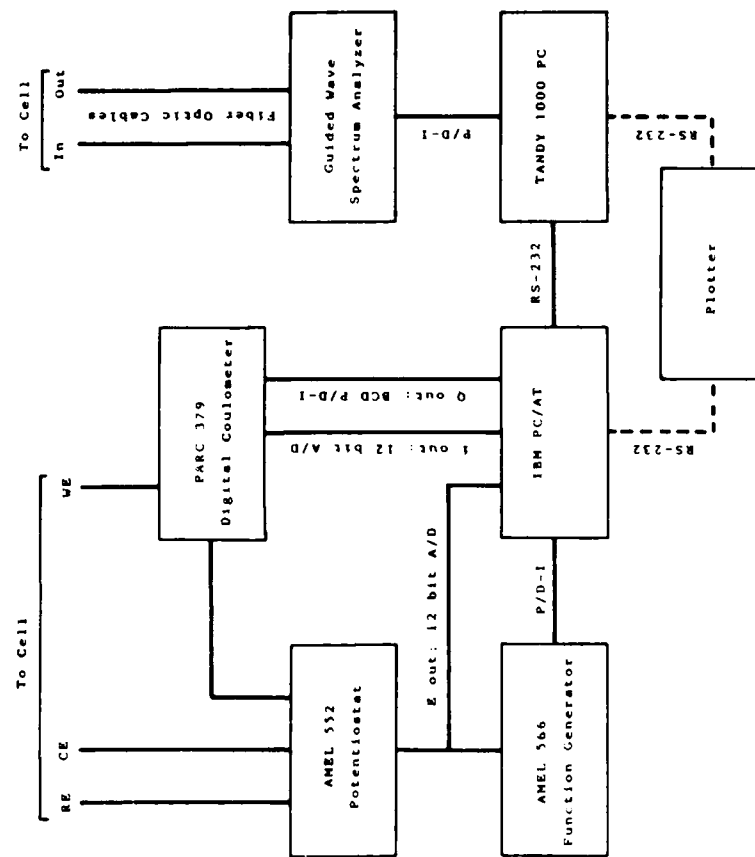 To Cell
RE
CE
WE
To Cell
In
Out
Fiber Optic Cables
AMEL 552
Potentiostat
PARC 379
Digital Coulometer
Guided Wave
Spectrum Analyzer
E out: 12 bit A/D
I out: 12 bit A/D
Q out: BCD P/D-I
P/D-I
AMEL 566
Function Generator
P/D-I
IBM PC/AT
RS-232
TANDY 1000 PC
RS-232
RS-232
Plotter